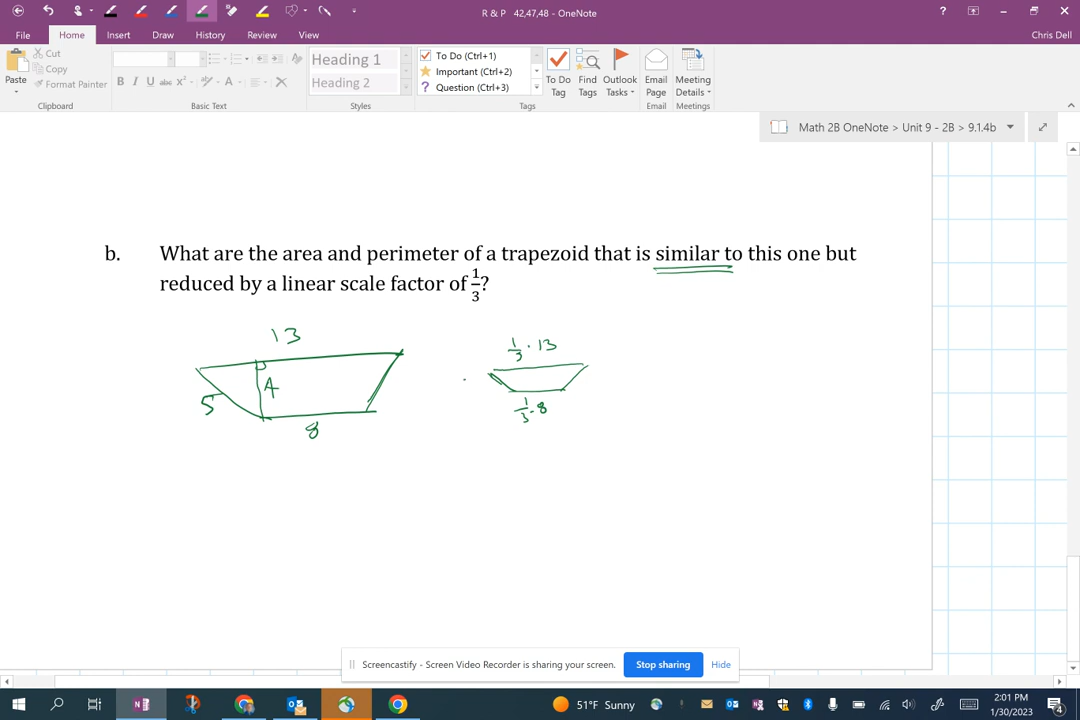 R & P 42,47,48 - OneNote
?
File Home Insert Draw History Review View Chris Dell
Paste
Cut
Copy
Format Painter
Clipboard
B I U abc x² A
Basic Text
Heading 1
Heading 2
Styles
To Do (Ctrl+1)
Important (Ctrl+2)
? Question (Ctrl+3)
To Do Tag
Find Tags
Outlook Tasks
Tags
Email Page
Email
Meeting Details
Meetings
Math 2B OneNote > Unit 9 - 2B > 9.1.4b
b. What are the area and perimeter of a trapezoid that is similar to this one but
reduced by a linear scale factor of 1/3?
13
1/3 · 13
4
5
8
1/3 · 8
Screencastify - Screen Video Recorder is sharing your screen. Stop sharing Hide
51°F Sunny
2:01 PM
1/30/2023
4